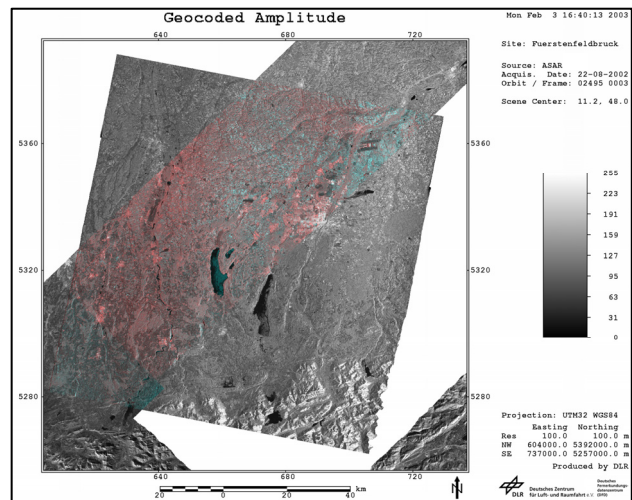 Geocoded Amplitude
Mon Feb 3 16:40:13 2003
640 680 720
Site: Fuerstenfeldbruck
Source: ASAR
Acquis. Date: 22-08-2002
Orbit / Frame: 02495 0003
Scene Center: 11.2, 48.0
5360
5320
5280
255
223
191
159
127
95
63
31
0
640 680 720
20 0 20 40 km
N
Projection: UTM32 WGS84
Easting Northing
Res 100.0 100.0 m
NW 604000.0 5392000.0 m
SE 737000.0 5257000.0 m
Produced by DLR
DLR
Deutsches Zentrum
für Luft- und Raumfahrt e.V.
Deutsches
Fernerkundungs-
datenzentrum
(DFD)